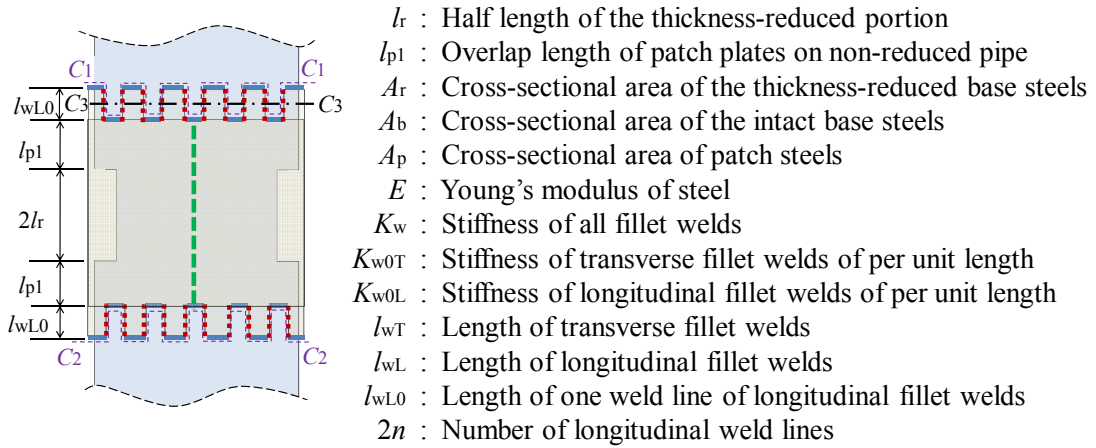 C1
C1
lwL0
C3
C3
lp1
2lr
lp1
lwL0
C2
C2
lr : Half length of the thickness-reduced portion
lp1 : Overlap length of patch plates on non-reduced pipe
Ar : Cross-sectional area of the thickness-reduced base steels
Ab : Cross-sectional area of the intact base steels
Ap : Cross-sectional area of patch steels
E : Young's modulus of steel
Kw : Stiffness of all fillet welds
Kw0T : Stiffness of transverse fillet welds of per unit length
Kw0L : Stiffness of longitudinal fillet welds of per unit length
lwT : Length of transverse fillet welds
lwL : Length of longitudinal fillet welds
lwL0 : Length of one weld line of longitudinal fillet welds
2n : Number of longitudinal weld lines